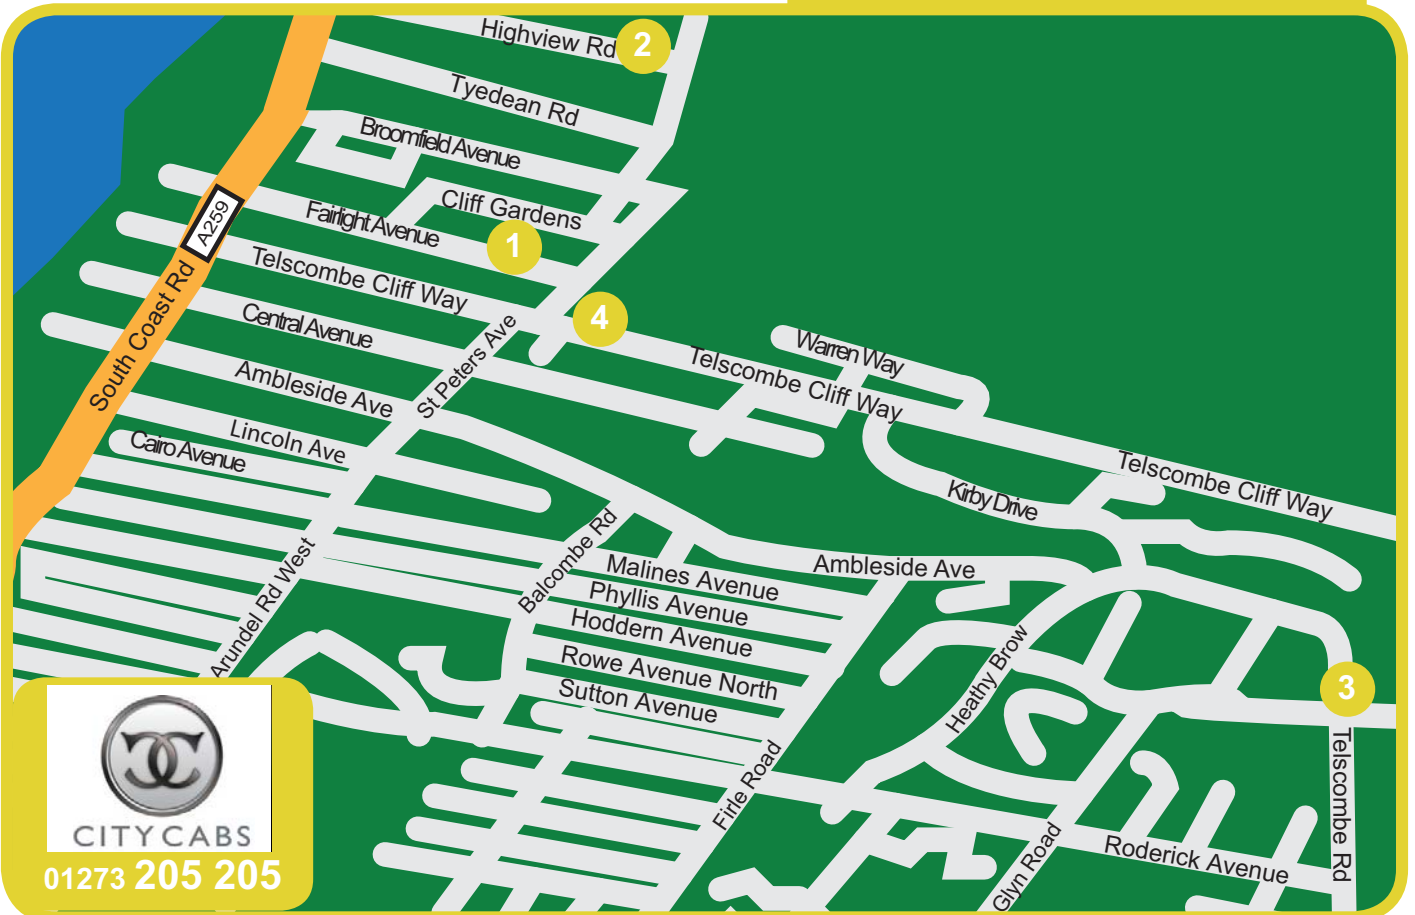 Highview Rd
2
Tyedean Rd
Broomfield Avenue
Cliff Gardens
Fairlight Avenue
1
A259
Telscombe Cliff Way
South Coast Rd
Central Avenue
4
St Peters Ave
Warren Way
Telscombe Cliff Way
Ambleside Ave
Lincoln Ave
Cairo Avenue
Telscombe Cliff Way
Kirby Drive
Balcombe Rd
Ambleside Ave
Malines Avenue
Phyllis Avenue
Hoddern Avenue
Arundel Rd West
Rowe Avenue North
Sutton Avenue
Heathy Brow
3
Firle Road
Telscombe Rd
Glyn Road
Roderick Avenue
CITY CABS
01273 205 205